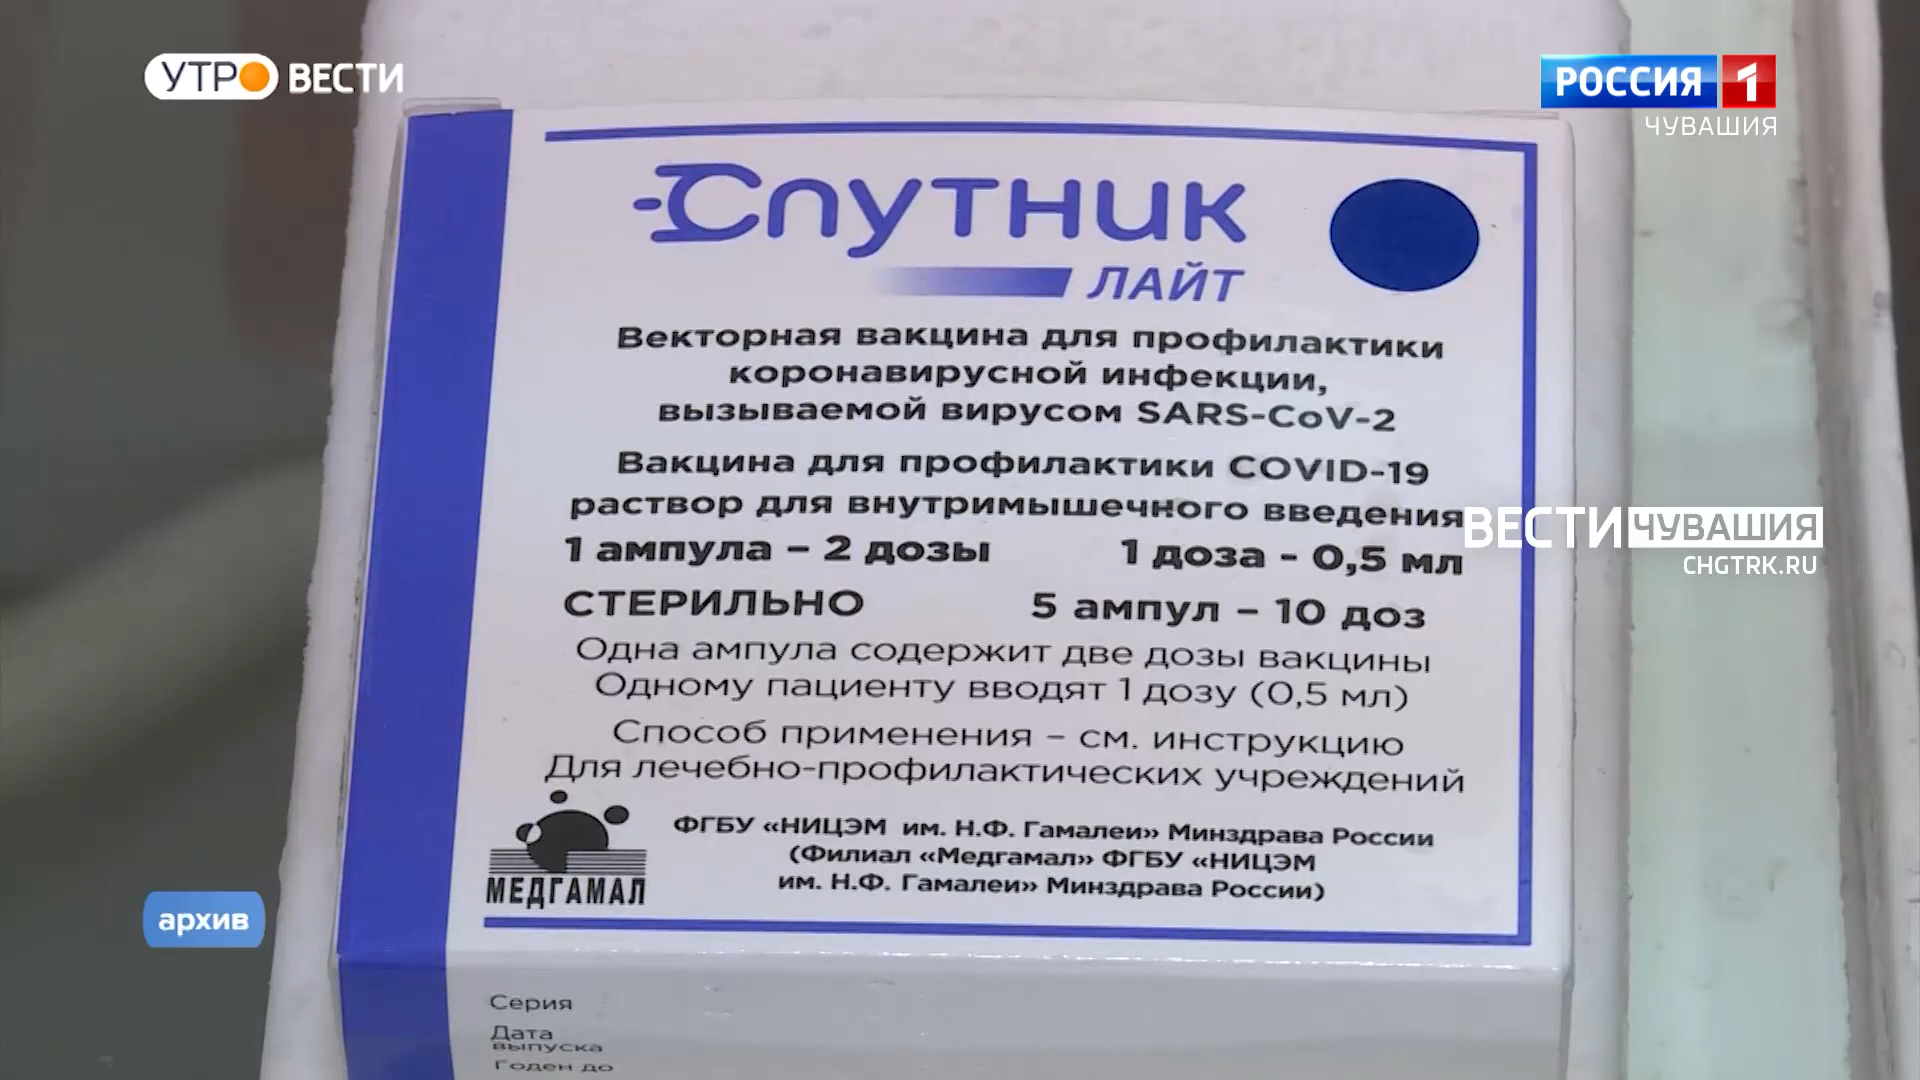 УТРО ВЕСТИ
РОССИЯ 1
ЧУВАШИЯ
Спутник
ЛАЙТ
Векторная вакцина для профилактики
коронавирусной инфекции,
вызываемой вирусом SARS-CoV-2
Вакцина для профилактики COVID-19
раствор для внутримышечного введения
1 ампула – 2 дозы 1 доза - 0,5 мл
СТЕРИЛЬНО 5 ампул – 10 доз
Одна ампула содержит две дозы вакцины
Одному пациенту вводят 1 дозу (0,5 мл)
Способ применения – см. инструкцию
Для лечебно-профилактических учреждений
МЕДГАМАЛ
ФГБУ «НИЦЭМ им. Н.Ф. Гамалеи» Минздрава России
(Филиал «Медгамал» ФГБУ «НИЦЭМ
им. Н.Ф. Гамалеи» Минздрава России)
Серия
Дата
выпуска
Годен до
ВЕСТИ ЧУВАШИЯ
CHGTRK.RU
архив